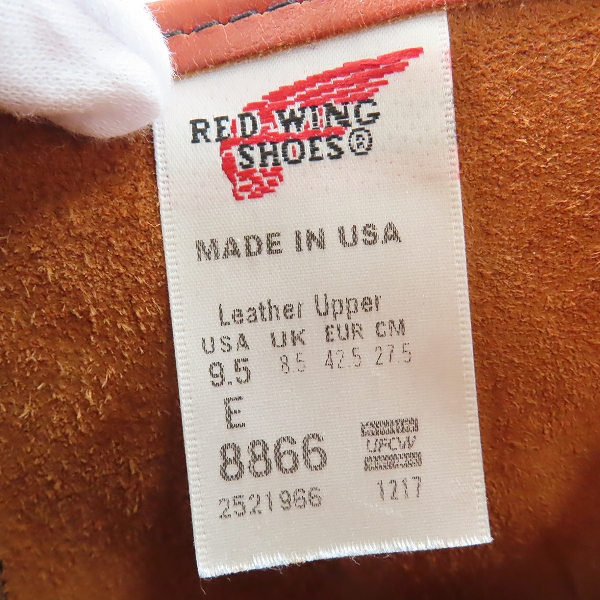 RED WING
SHOES®
MADE IN USA
Leather Upper
USA UK EUR CM
9.5 8.5 42.5 27.5
E
8866 UFCW
2521966 1217